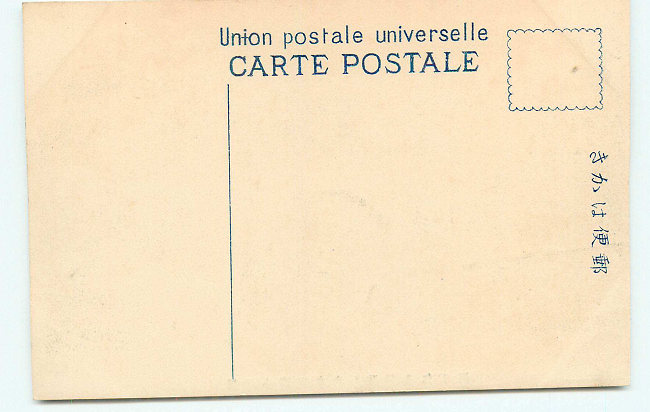 Union postale universelle
CARTE POSTALE
郵便はかき